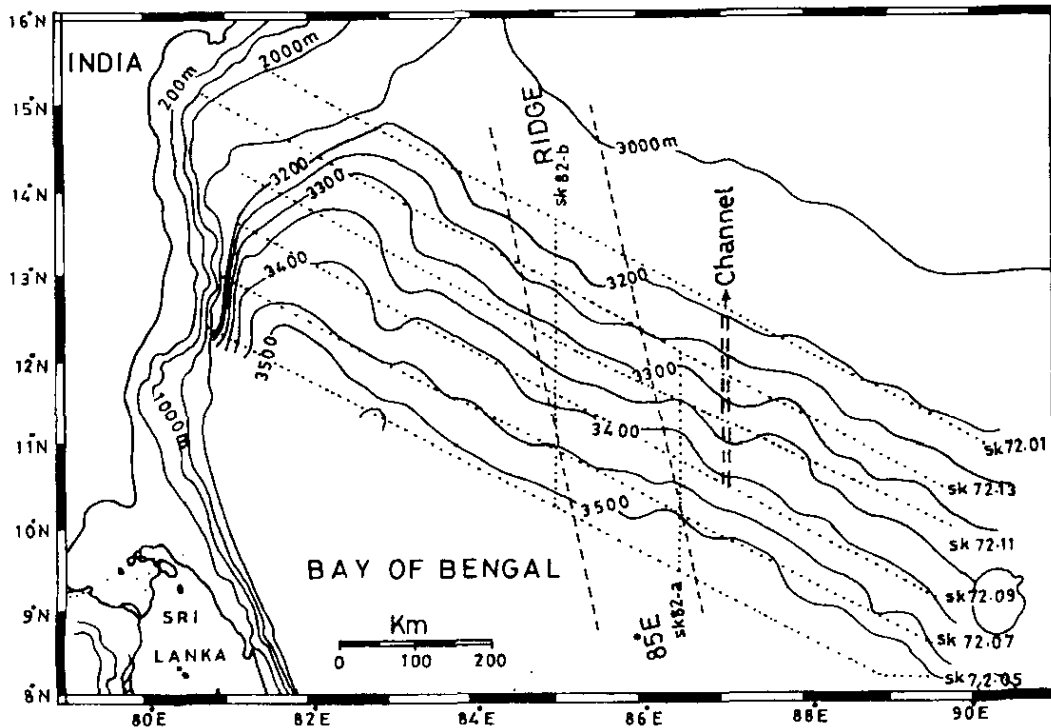 16°N
15°N
14°N
13°N
12°N
11°N
10°N
9°N
8°N
INDIA
200m
2000m
3000m
RIDGE
sk 82-b
3200
3300
3400
3500
Channel
3200
3300
3400
3500
1000m
sk 72.01
sk 72.13
sk 72.11
sk 72.09
sk 72.07
sk 72.05
BAY OF BENGAL
85°E
sk82-a
SRI
LANKA
Km
0 100 200
80°E 82°E 84°E 86°E 88°E 90°E